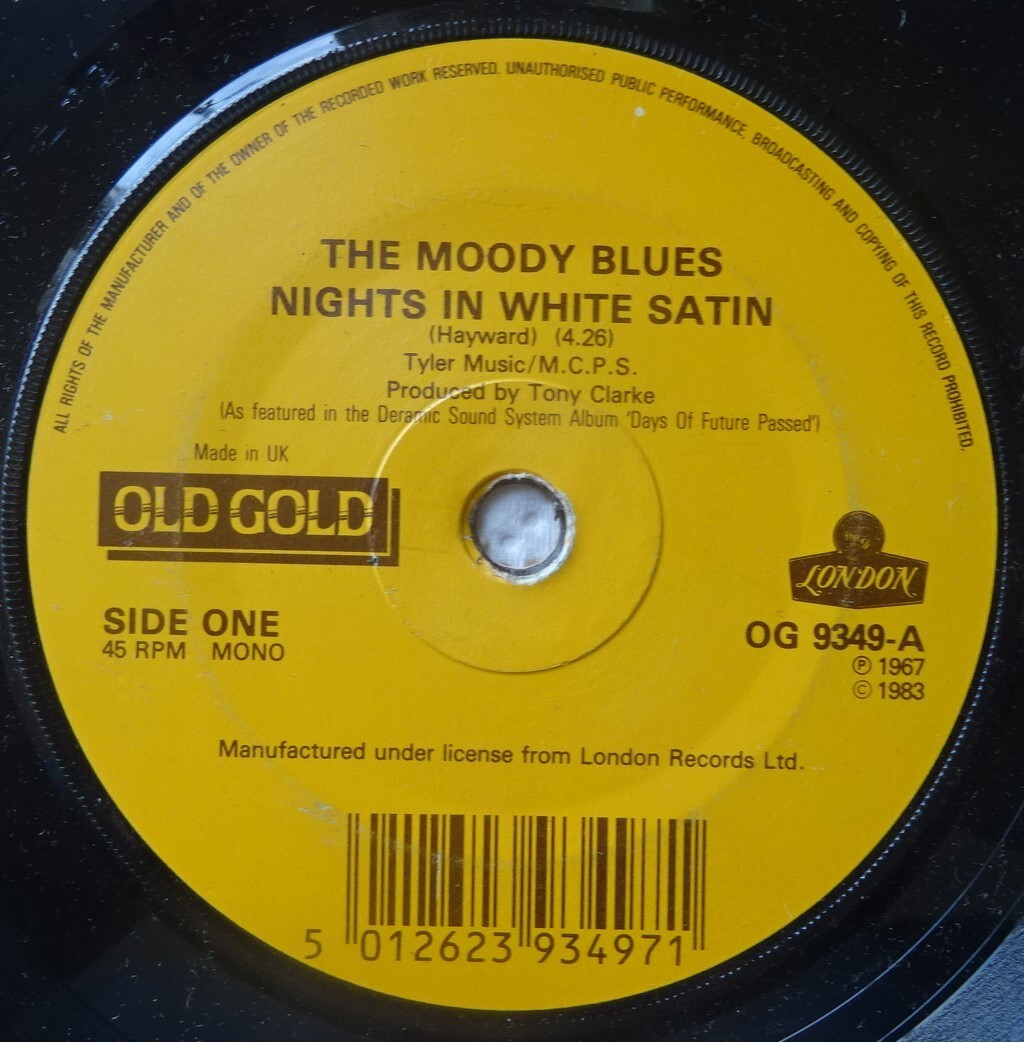 ALL RIGHTS OF THE MANUFACTURER AND OF THE OWNER OF THE RECORDED WORK RESERVED. UNAUTHORISED PUBLIC PERFORMANCE, BROADCASTING AND COPYING OF THIS RECORD PROHIBITED.
THE MOODY BLUES
NIGHTS IN WHITE SATIN
(Hayward) (4.26)
Tyler Music/M.C.P.S.
Produced by Tony Clarke
(As featured in the Deramic Sound System Album 'Days Of Future Passed')
Made in UK
OLD GOLD
LONDON
SIDE ONE
45 RPM MONO
OG 9349-A
℗ 1967
© 1983
Manufactured under license from London Records Ltd.
5 012623 934971